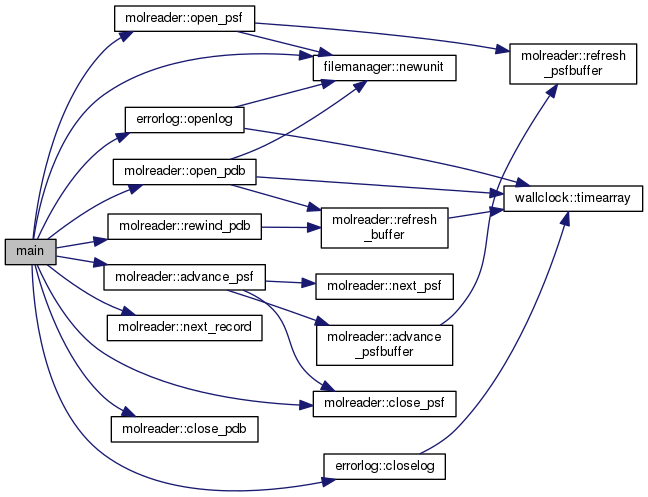 main
molreader::open_psf
errorlog::openlog
molreader::open_pdb
molreader::rewind_pdb
molreader::advance_psf
molreader::next_record
molreader::close_pdb
filemanager::newunit
molreader::refresh
_buffer
molreader::next_psf
molreader::advance
_psfbuffer
molreader::close_psf
errorlog::closelog
molreader::refresh
_psfbuffer
wallclock::timearray